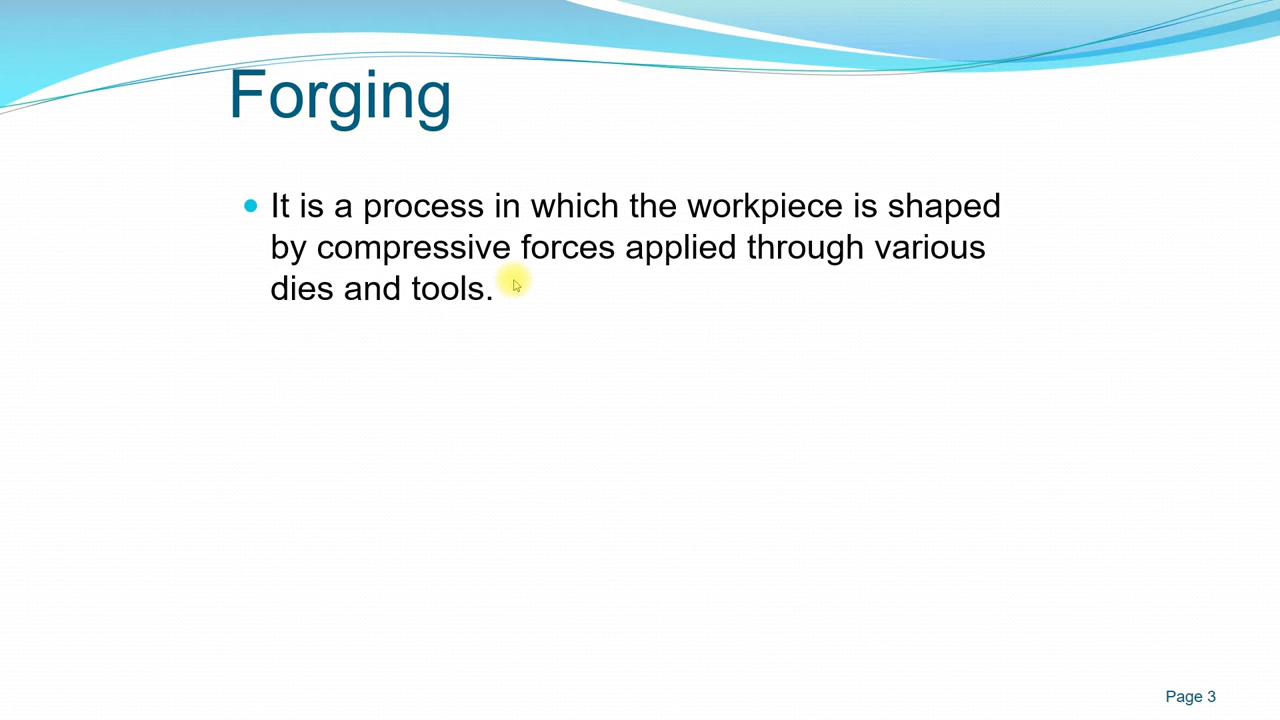 Forging
It is a process in which the workpiece is shaped
by compressive forces applied through various
dies and tools.
Page 3